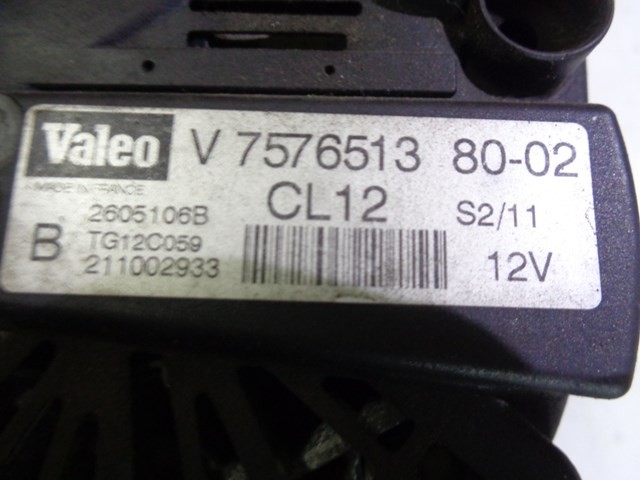 Valeo V 7576513 80-02
MADE IN FRANCE
CL12
2605106B
S2/11
B
TG12C059
211002933
12V